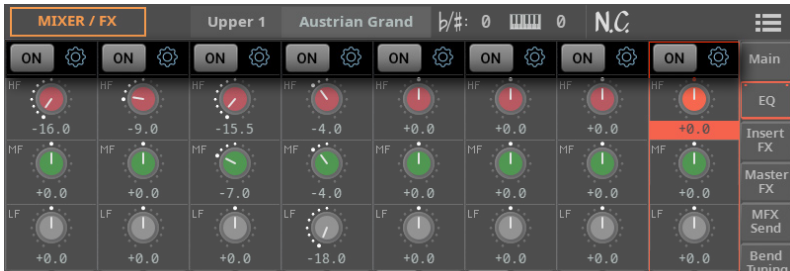 MIXER / FX Upper 1 Austrian Grand ♭/#: 0 0 N.C.
ON ON ON ON ON ON ON ON Main
HF HF HF HF HF HF HF HF EQ
-16.0 -9.0 -15.5 -4.0 +0.0 +0.0 +0.0 +0.0
Insert
FX
MF MF MF MF MF MF MF MF
+0.0 +0.0 -7.0 -4.0 +0.0 +0.0 +0.0 +0.0
Master
FX
LF LF LF LF LF LF LF LF
MFX
Send
+0.0 +0.0 +0.0 -18.0 +0.0 +0.0 +0.0 +0.0
Bend
Tuning